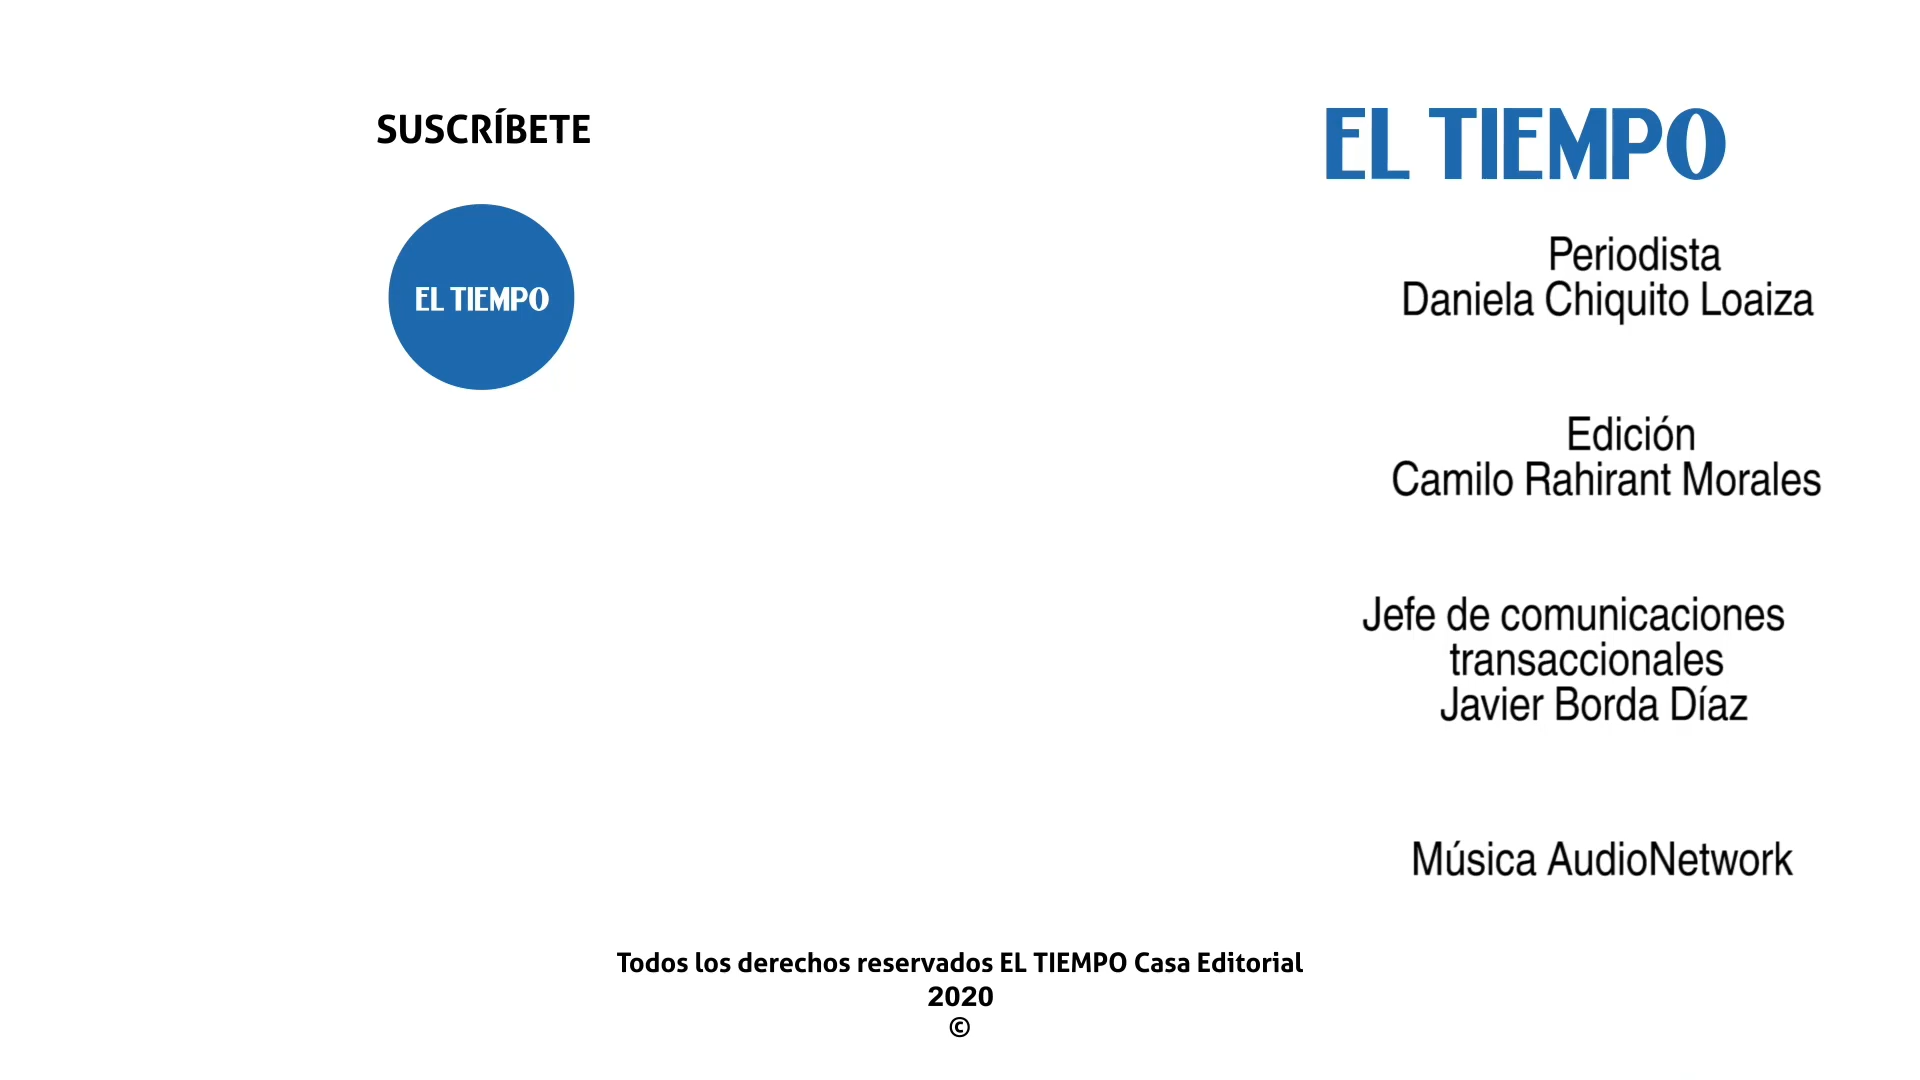 SUSCRÍBETE
EL TIEMPO
EL TIEMPO
Periodista
Daniela Chiquito Loaiza
Edición
Camilo Rahirant Morales
Jefe de comunicaciones
transaccionales
Javier Borda Díaz
Música AudioNetwork
Todos los derechos reservados EL TIEMPO Casa Editorial
2020
©